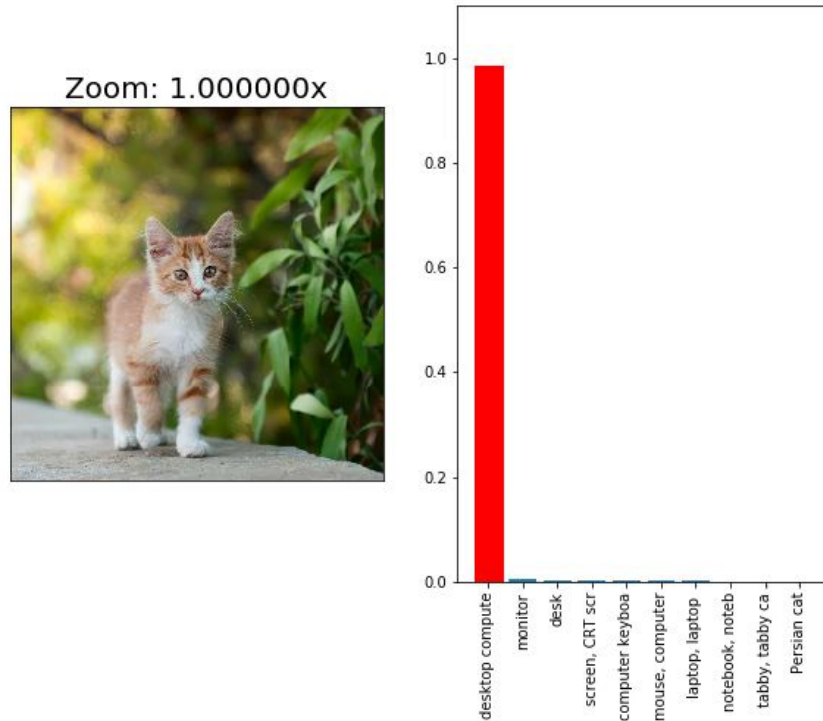 Zoom: 1.000000x
1.0
0.8
0.6
0.4
0.2
0.0
desktop compute
monitor
desk
screen, CRT scr
computer keyboa
mouse, computer
laptop, laptop
notebook, noteb
tabby, tabby ca
Persian cat